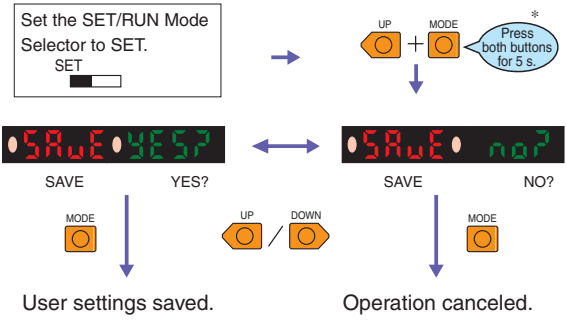 Set the SET/RUN Mode
Selector to SET.
SET
UP
MODE
+
*
Press
both buttons
for 5 s.
SAvE YES?
SAvE no?
SAVE YES?
SAVE NO?
MODE
UP / DOWN
MODE
User settings saved.
Operation canceled.